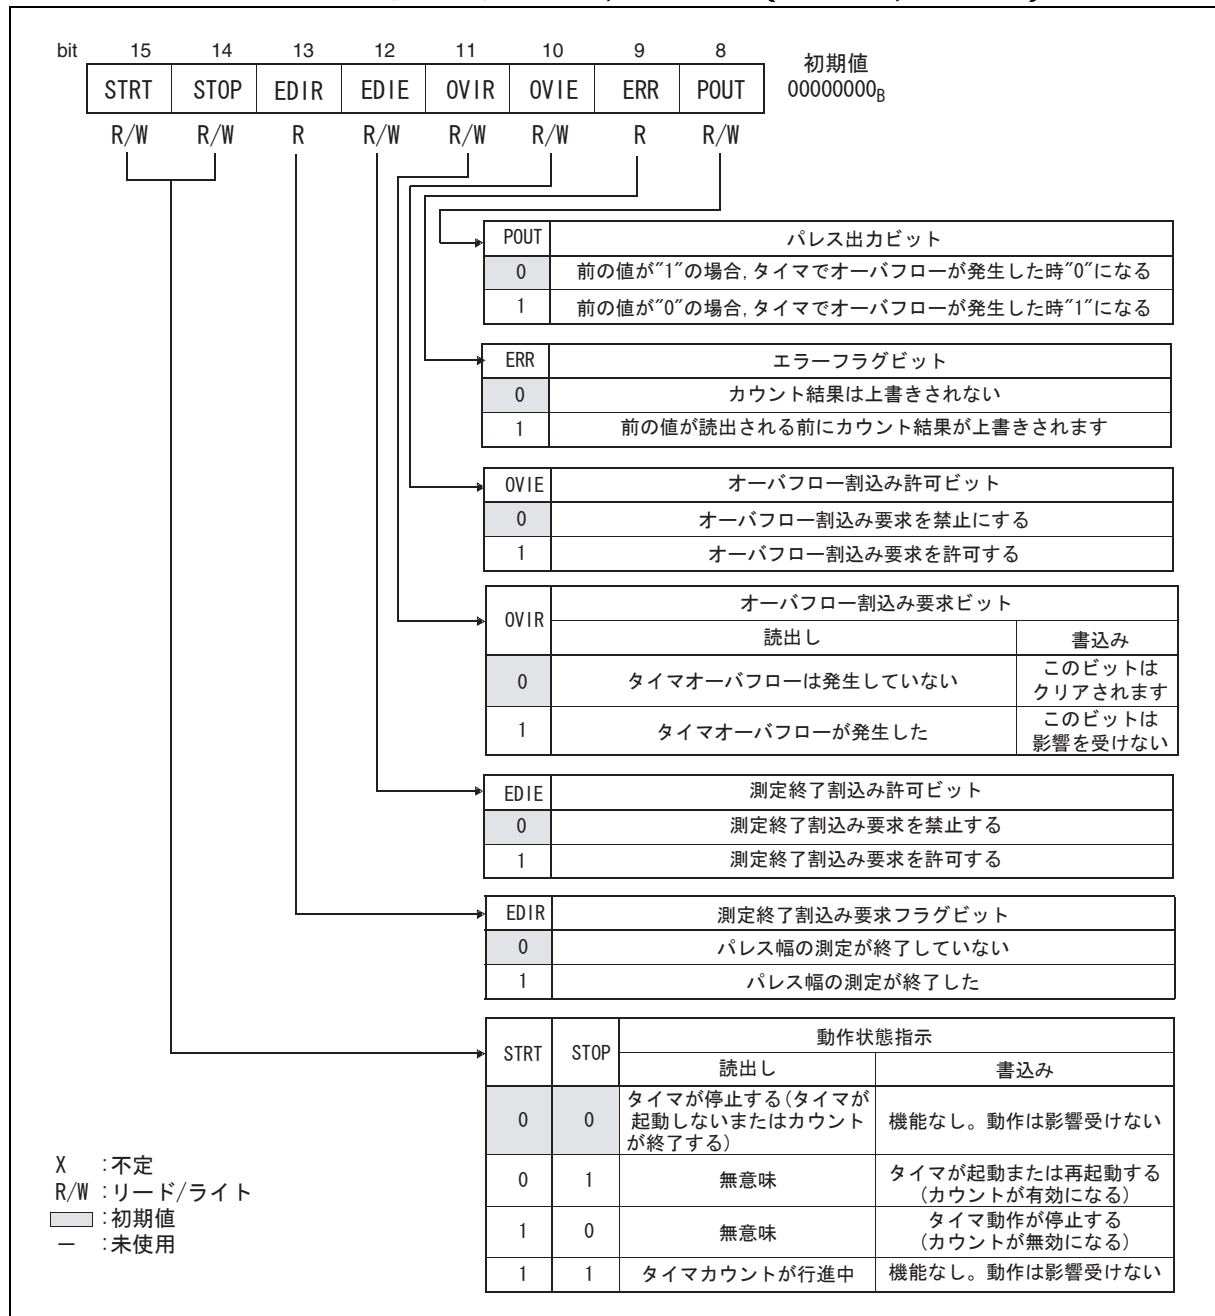 bit 15 14 13 12 11 10 9 8
STRT STOP EDIR EDIE OVIR OVIE ERR POUT
初期値
00000000B
R/W R/W R R/W R/W R/W R R/W
POUT パレス出力ビット
0 前の値が"1"の場合,タイマでオーバフローが発生した時"0"になる
1 前の値が"0"の場合,タイマでオーバフローが発生した時"1"になる
ERR エラーフラグビット
0 カウント結果は上書きされない
1 前の値が読出される前にカウント結果が上書きされます
OVIE オーバフロー割込み許可ビット
0 オーバフロー割込み要求を禁止にする
1 オーバフロー割込み要求を許可する
OVIR オーバフロー割込み要求ビット
読出し 書込み
0 タイマオーバフローは発生していない このビットは
クリアされます
1 タイマオーバフローが発生した このビットは
影響を受けない
EDIE 測定終了割込み許可ビット
0 測定終了割込み要求を禁止する
1 測定終了割込み要求を許可する
EDIR 測定終了割込み要求フラグビット
0 パレス幅の測定が終了していない
1 パレス幅の測定が終了した
STRT STOP 動作状態指示
読出し 書込み
0 0 タイマが停止する(タイマが
起動しないまたはカウント
が終了する) 機能なし。動作は影響受けない
0 1 無意味 タイマが起動または再起動する
(カウントが有効になる)
1 0 無意味 タイマ動作が停止する
(カウントが無効になる)
1 1 タイマカウントが行進中 機能なし。動作は影響受けない
X :不定
R/W :リード/ライト
:初期値
— :未使用